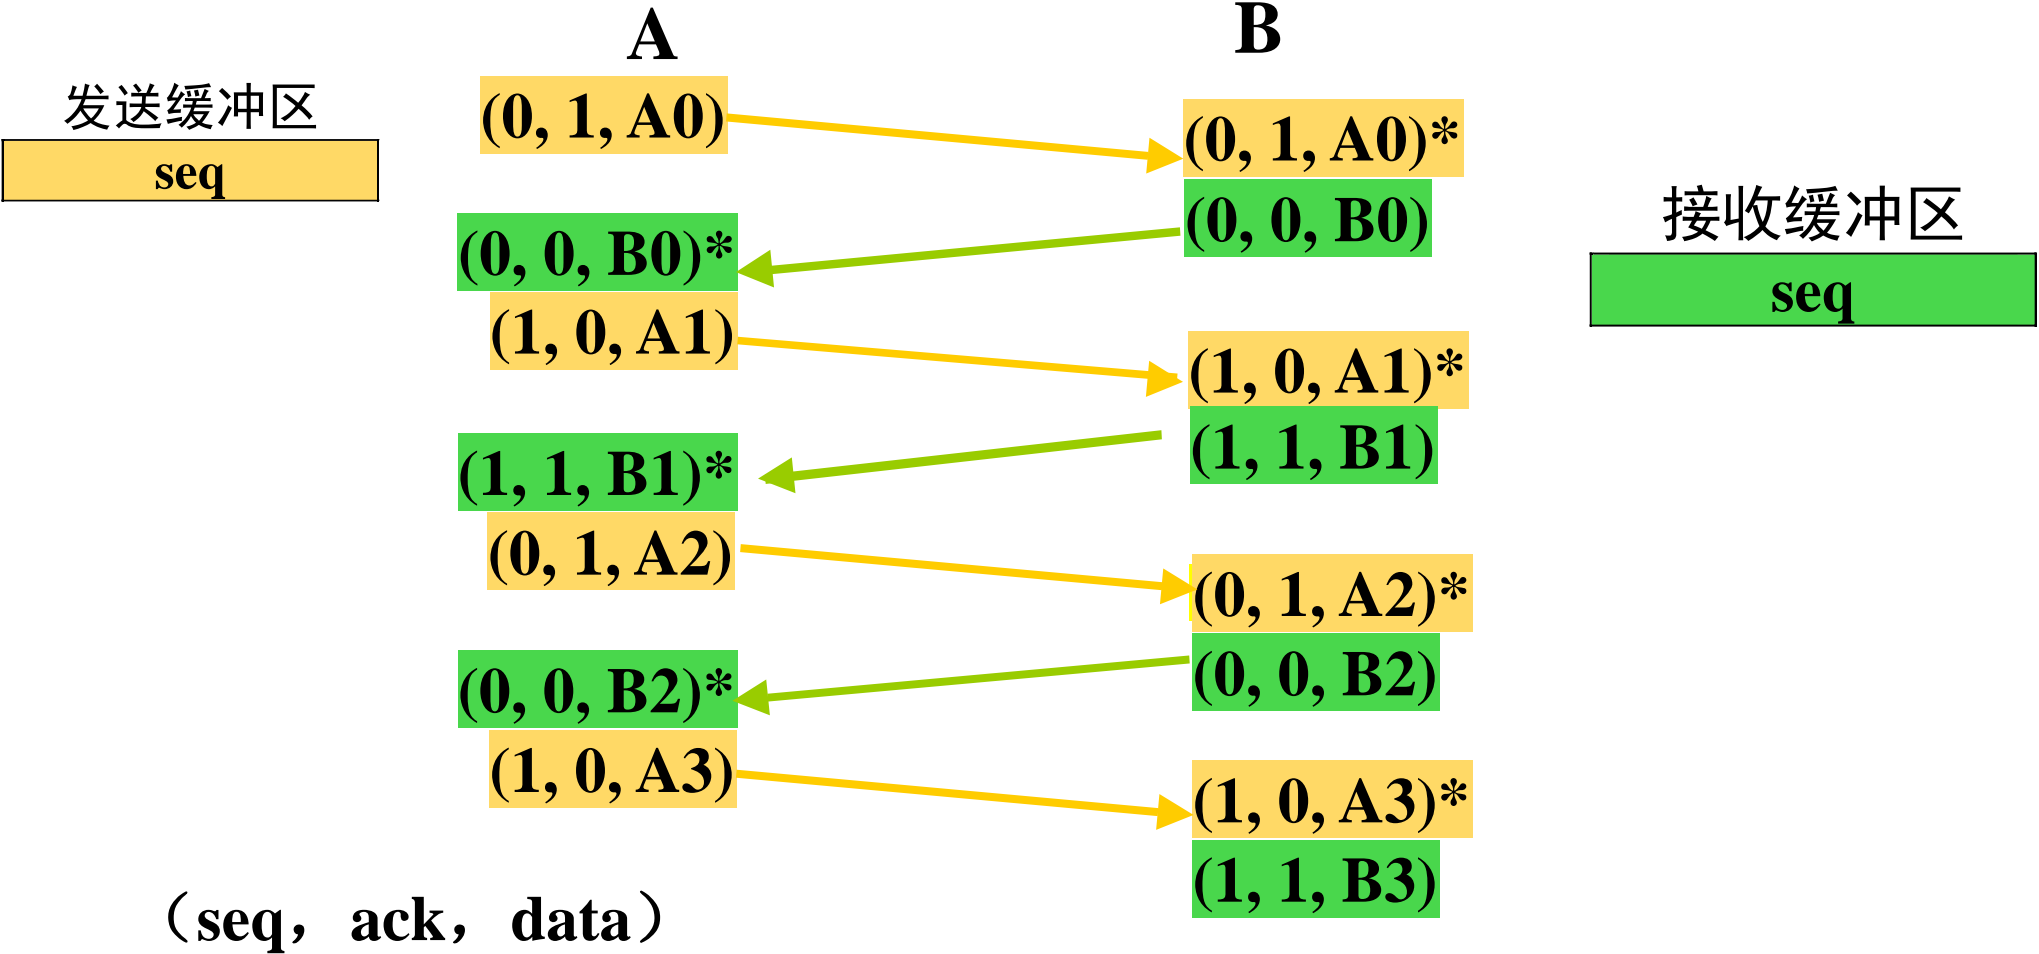 A
B
发送缓冲区
seq
(0, 1, A0)
(0, 1, A0)*
(0, 0, B0)
接收缓冲区
seq
(0, 0, B0)*
(1, 0, A1)
(1, 0, A1)*
(1, 1, B1)
(1, 1, B1)*
(0, 1, A2)
(0, 1, A2)*
(0, 0, B2)
(0, 0, B2)*
(1, 0, A3)
(1, 0, A3)*
(1, 1, B3)
（seq， ack， data）